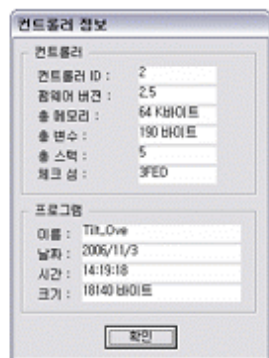 컨트롤러 정보
컨트롤러
컨트롤러 ID : 2
펌웨어 버젼 : 2,5
총 메모리 : 64 K바이트
총 변수 : 190 바이트
총 스택 : 5
체크 섬 : 3FED
프로그램
이름 : Tilt_Ove
날짜 : 2006/11/3
시간 : 14:19:18
크기 : 18140 바이트
확인